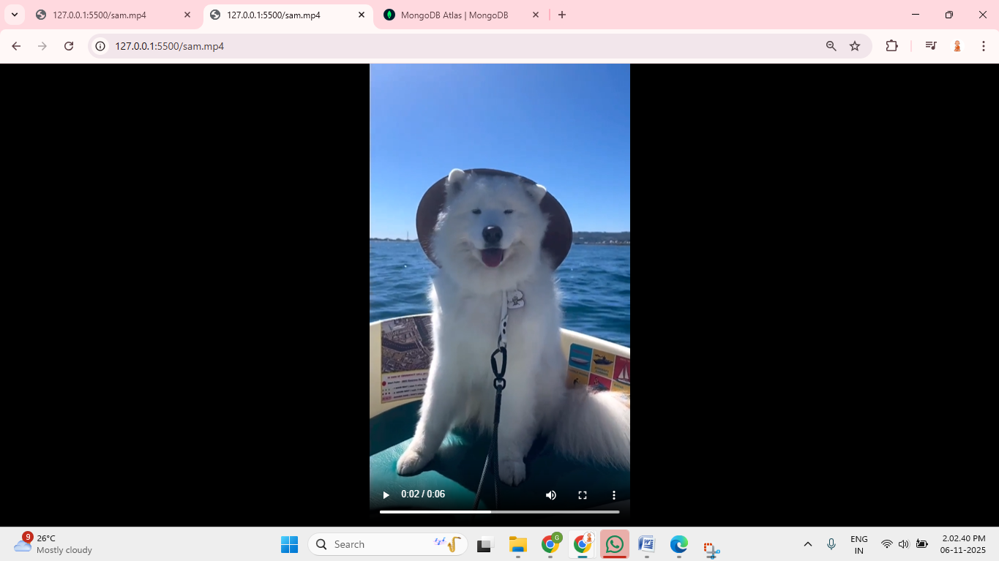 127.0.0.1:5500/sam.mp4
127.0.0.1:5500/sam.mp4
MongoDB Atlas | MongoDB
127.0.0.1:5500/sam.mp4
0:02 / 0:06
9
26°C
Mostly cloudy
Search
G
ENG
IN
2.02.40 PM
06-11-2025